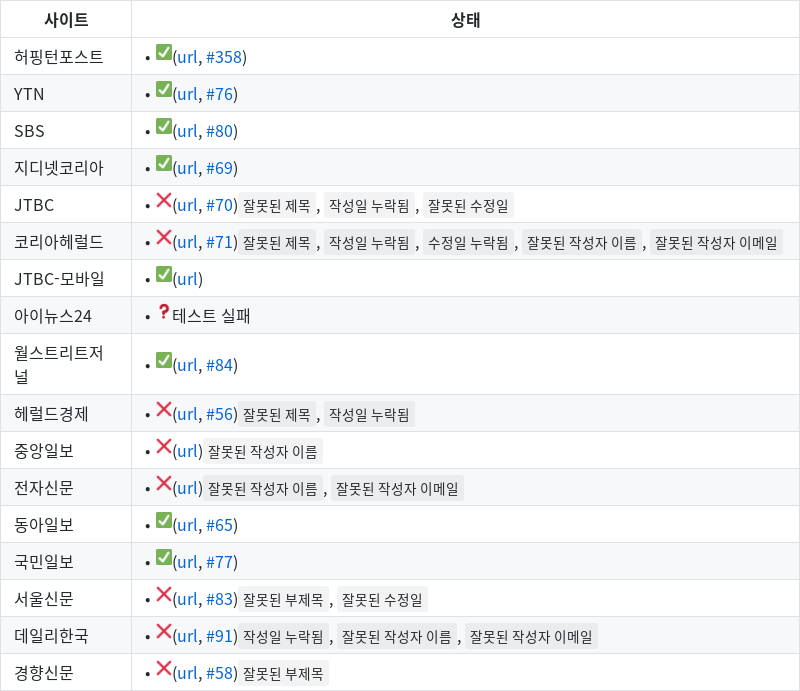 사이트 상태
허핑턴포스트 • ✅(url, #358)
YTN • ✅(url, #76)
SBS • ✅(url, #80)
지디넷코리아 • ✅(url, #69)
JTBC • ❌(url, #70) 잘못된 제목 , 작성일 누락됨 , 잘못된 수정일
코리아헤럴드 • ❌(url, #71) 잘못된 제목 , 작성일 누락됨 , 수정일 누락됨 , 잘못된 작성자 이름 , 잘못된 작성자 이메일
JTBC-모바일 • ✅(url)
아이뉴스24 • ❓테스트 실패
월스트리트저
널 • ✅(url, #84)
헤럴드경제 • ❌(url, #56) 잘못된 제목 , 작성일 누락됨
중앙일보 • ❌(url) 잘못된 작성자 이름
전자신문 • ❌(url) 잘못된 작성자 이름 , 잘못된 작성자 이메일
동아일보 • ✅(url, #65)
국민일보 • ✅(url, #77)
서울신문 • ❌(url, #83) 잘못된 부제목 , 잘못된 수정일
데일리한국 • ❌(url, #91) 작성일 누락됨 , 잘못된 작성자 이름 , 잘못된 작성자 이메일
경향신문 • ❌(url, #58) 잘못된 부제목